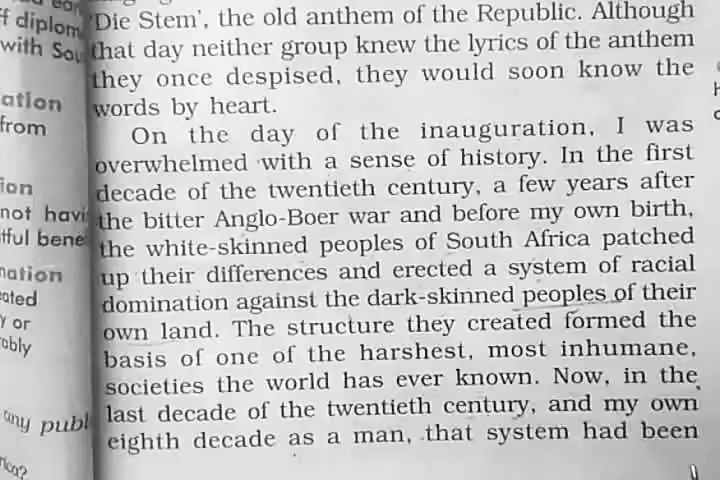 diplom
with
ation
from
ion
not
ated
or
ably
any publ
'Die Stem', the old anthem of the Republic. Although
that day neither group knew the lyrics of the anthem
they once despised, they would soon know the
words by heart.
On the day of the inauguration, I was
overwhelmed with a sense of history. In the first
decade of the twentieth century, a few years after
the bitter Anglo-Boer war and before my own birth,
the white-skinned peoples of South Africa patched
up their differences and erected a system of racial
domination against the dark-skinned peoples of their
own land. The structure they created formed the
basis of one of the harshest, most inhumane,
societies the world has ever known. Now, in the
last decade of the twentieth century, and my own
eighth decade as a man, that system had been